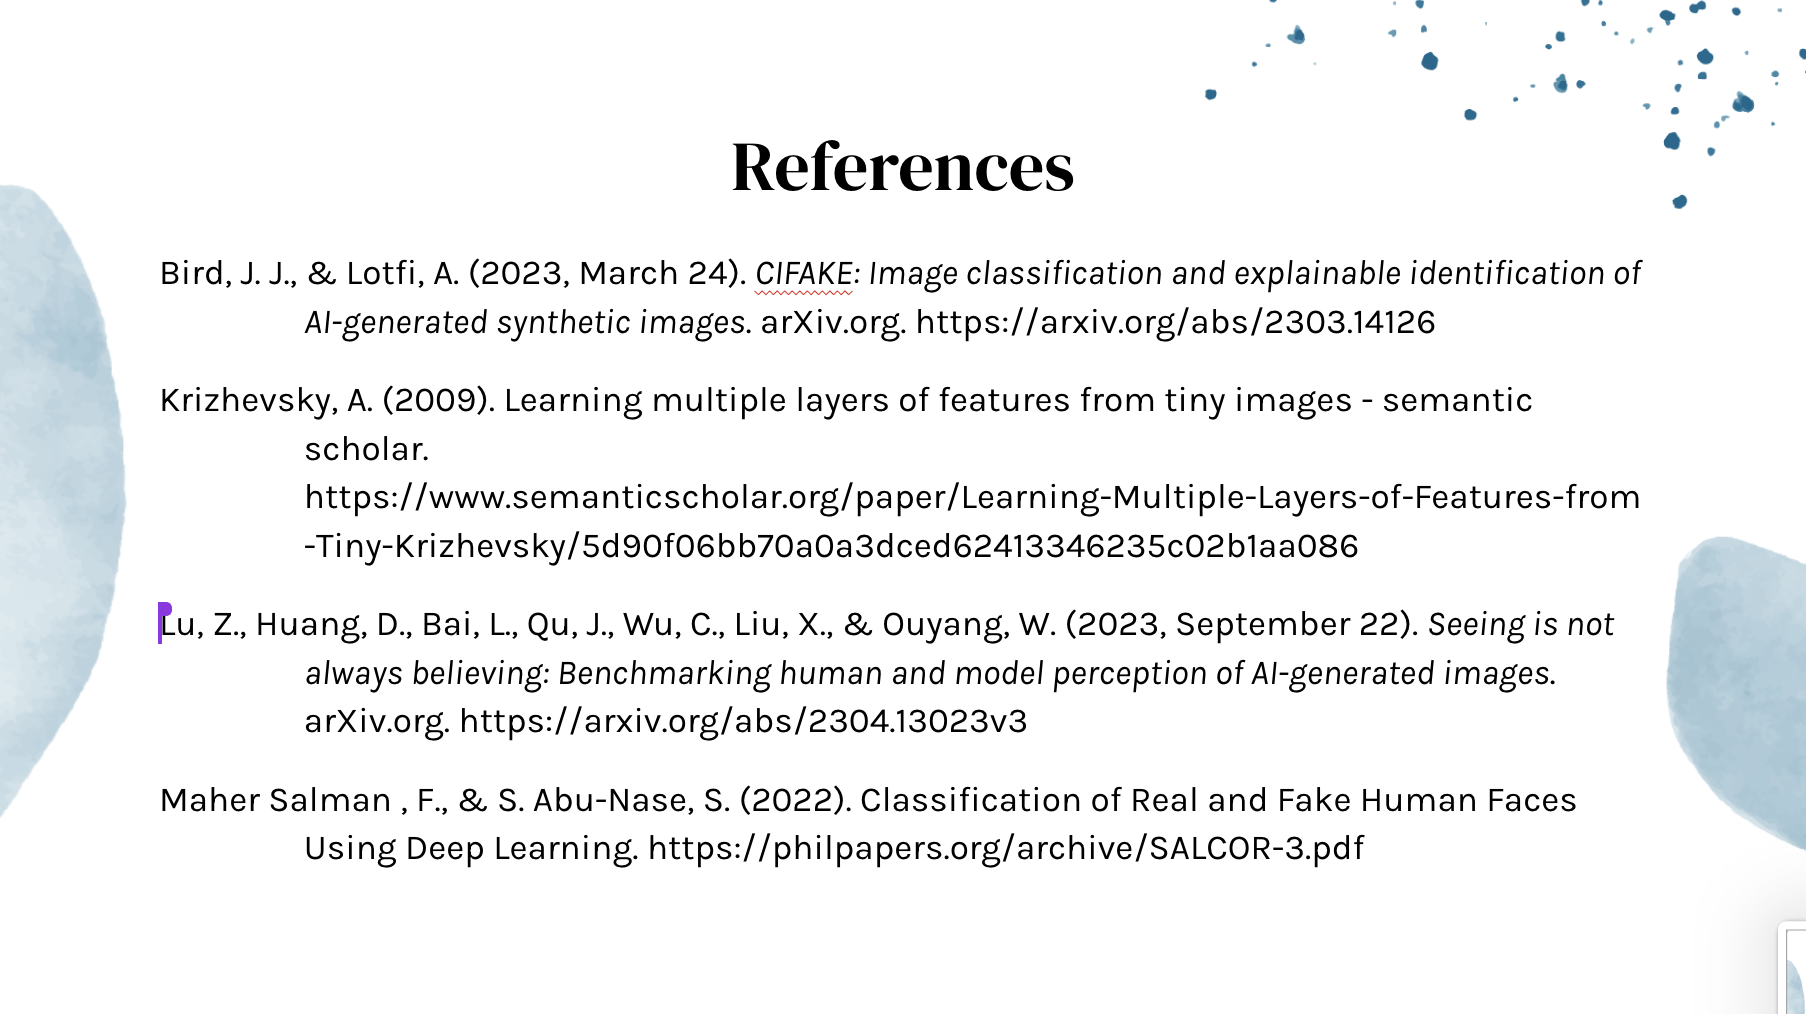 References
Bird, J. J., & Lotfi, A. (2023, March 24). CIFAKE: Image classification and explainable identification of
AI-generated synthetic images. arXiv.org. https://arxiv.org/abs/2303.14126
Krizhevsky, A. (2009). Learning multiple layers of features from tiny images - semantic
scholar.
https://www.semanticscholar.org/paper/Learning-Multiple-Layers-of-Features-from
-Tiny-Krizhevsky/5d90f06bb70a0a3dced62413346235c02b1aa086
Lu, Z., Huang, D., Bai, L., Qu, J., Wu, C., Liu, X., & Ouyang, W. (2023, September 22). Seeing is not
always believing: Benchmarking human and model perception of AI-generated images.
arXiv.org. https://arxiv.org/abs/2304.13023v3
Maher Salman , F., & S. Abu-Nase, S. (2022). Classification of Real and Fake Human Faces
Using Deep Learning. https://philpapers.org/archive/SALCOR-3.pdf